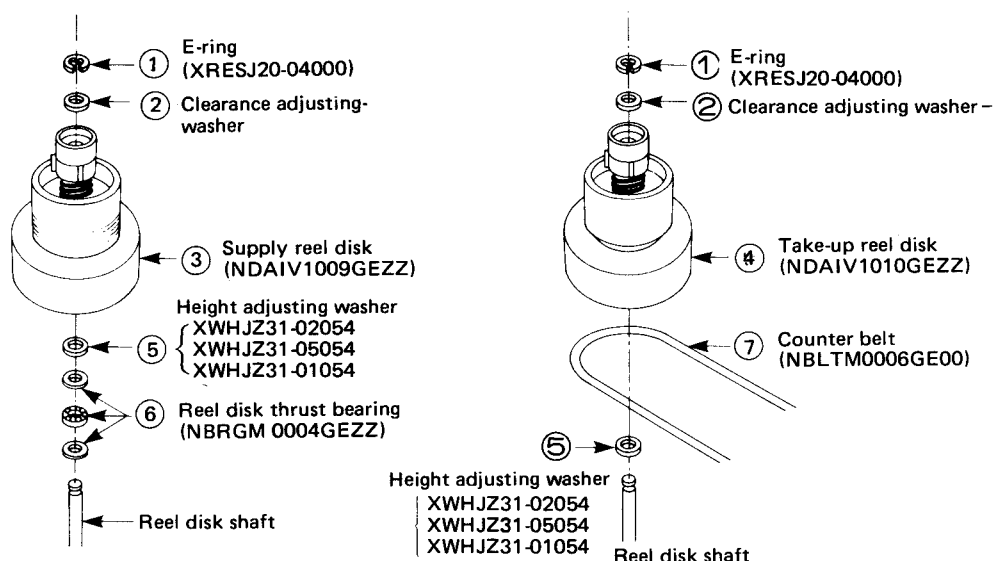 1 E-ring
(XRESJ20-04000)
2 Clearance adjusting-
washer
3 Supply reel disk
(NDAIV1009GEZZ)
Height adjusting washer
5 XWHJZ31-02054
XWHJZ31-05054
XWHJZ31-01054
6 Reel disk thrust bearing
(NBRGM 0004GEZZ)
Reel disk shaft
1 E-ring
(XRESJ20-04000)
2 Clearance adjusting washer
4 Take-up reel disk
(NDAIV1010GEZZ)
7 Counter belt
(NBLTM0006GE00)
5
Height adjusting washer
XWHJZ31-02054
XWHJZ31-05054
XWHJZ31-01054
Reel disk shaft